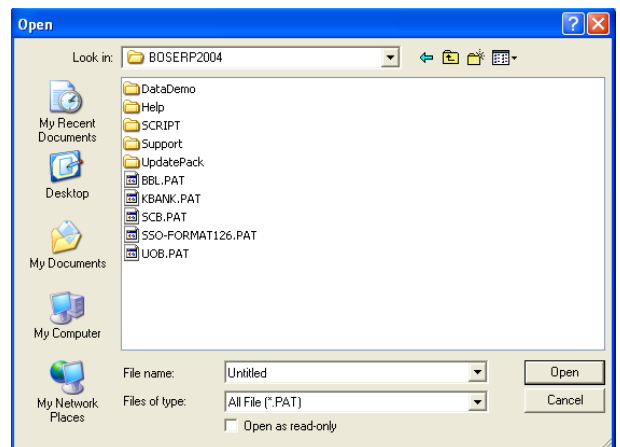 Open
Look in: BOSERP2004
My Recent
Documents
Desktop
My Documents
My Computer
My Network
Places
DataDemo
Help
SCRIPT
Support
UpdatePack
BBL.PAT
KBANK.PAT
SCB.PAT
SSO-FORMAT126.PAT
UOB.PAT
File name: Untitled Open
Files of type: All File (*.PAT) Cancel
Open as read-only